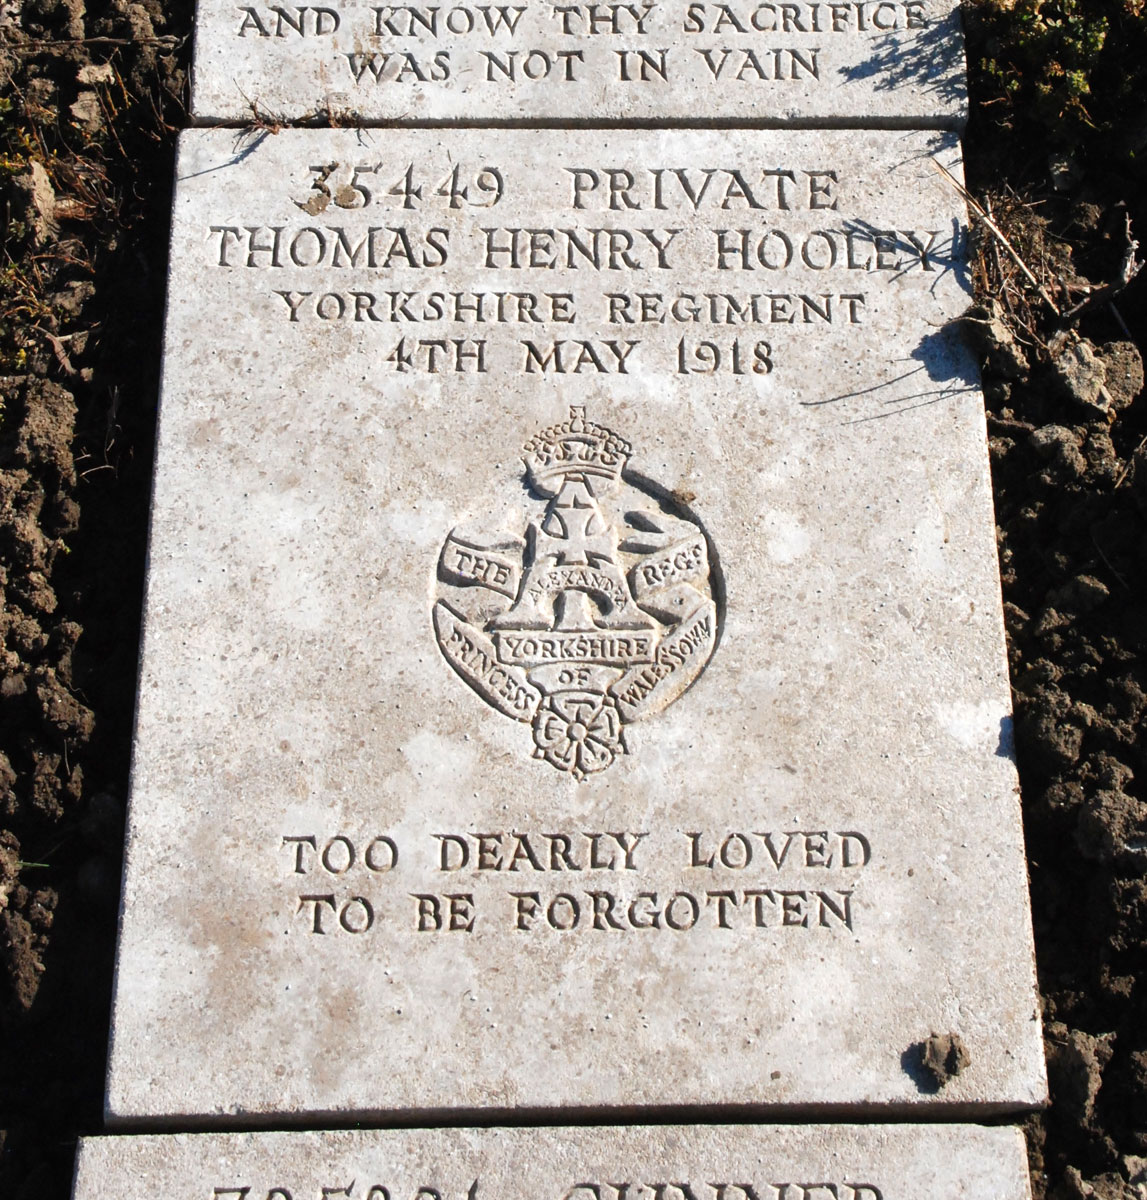 AND KNOW THY SACRIFICE
WAS NOT IN VAIN
35449 PRIVATE
THOMAS HENRY HOOLEY
YORKSHIRE REGIMENT
4TH MAY 1918
THE
REGT
ALEXANDRA
YORKSHIRE
PRINCESS
OF
WALES'S OWN
TOO DEARLY LOVED
TO BE FORGOTTEN
GUNNER